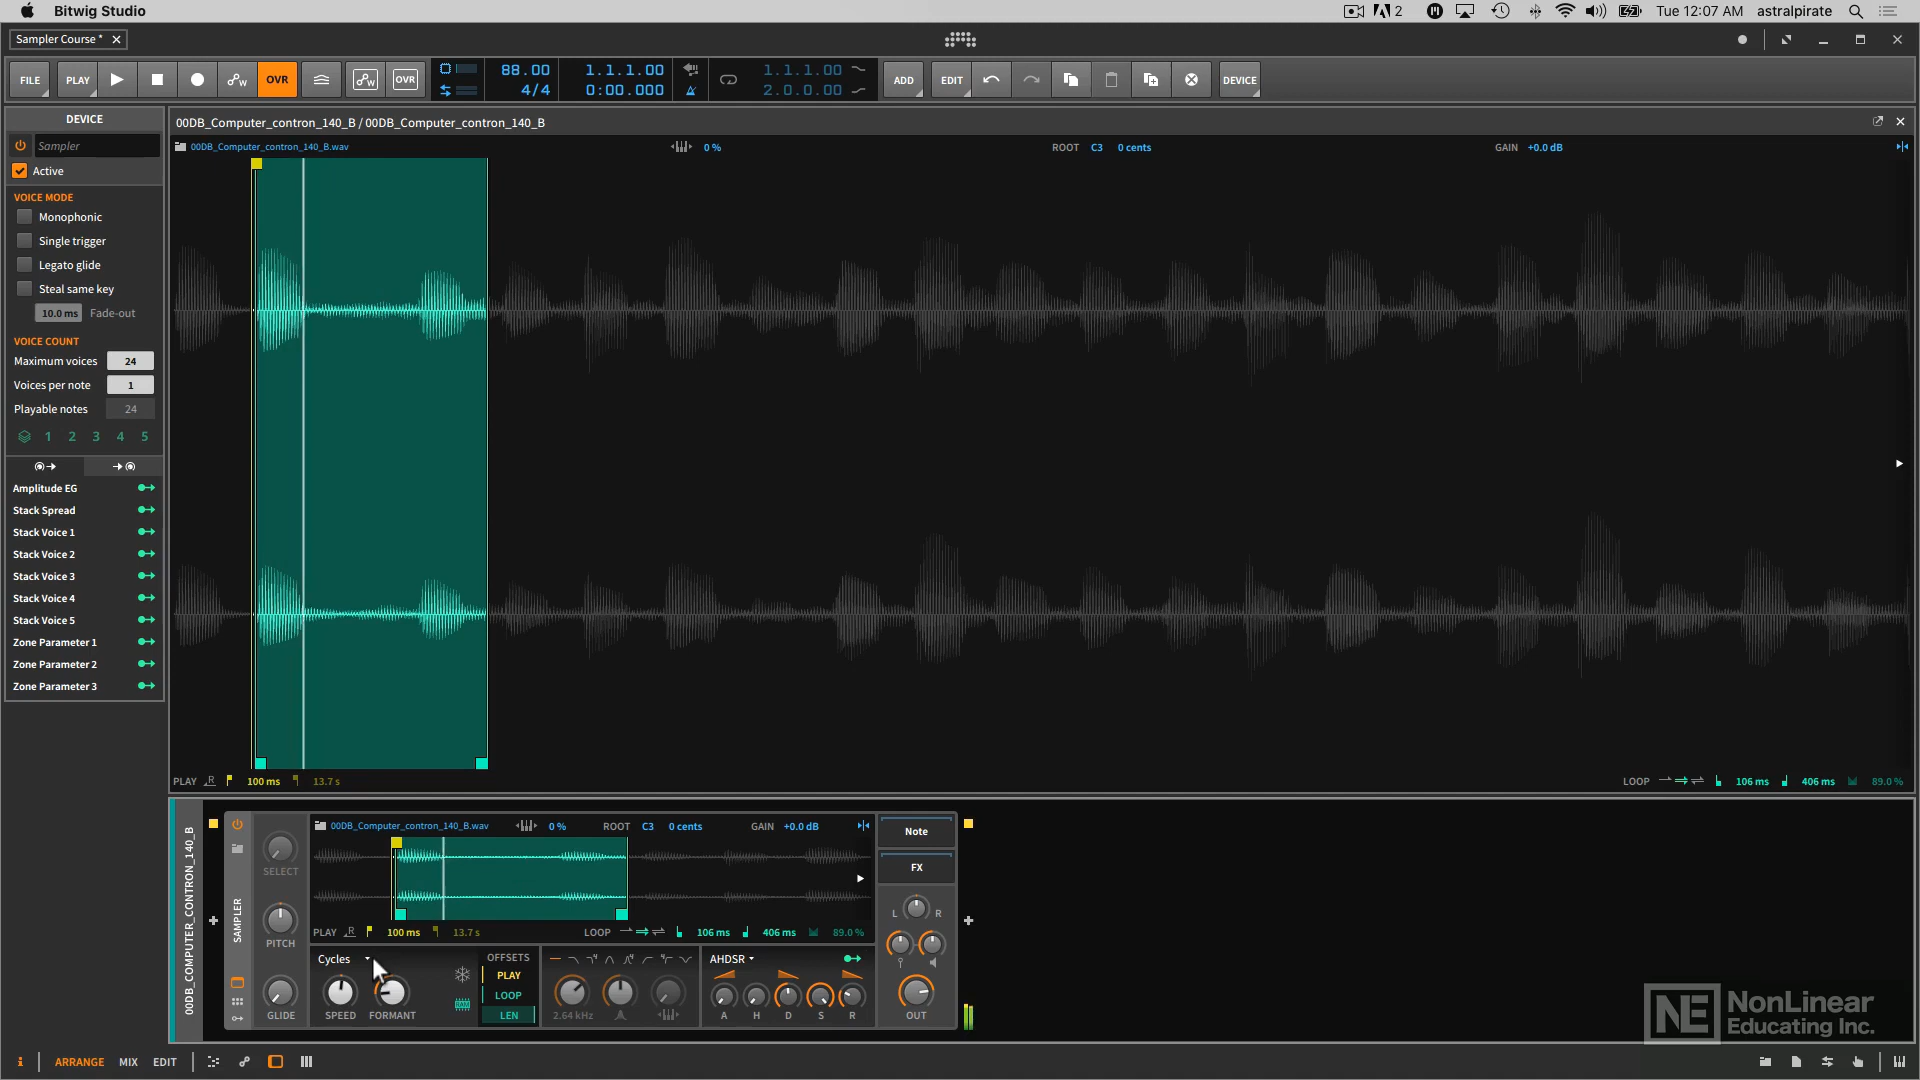 Bitwig Studio
2
Tue 12:07 AM
astralpirate
Sampler Course *
FILE
PLAY
OVR
OVR
88.00
4/4
1.1.1.00
0:00.000
1.1.1.00
2.0.0.00
ADD
EDIT
DEVICE
DEVICE
Sampler
Active
VOICE MODE
Monophonic
Single trigger
Legato glide
Steal same key
10.0 ms Fade-out
VOICE COUNT
Maximum voices 24
Voices per note 1
Playable notes 24
1 2 3 4 5
Amplitude EG
Stack Spread
Stack Voice 1
Stack Voice 2
Stack Voice 3
Stack Voice 4
Stack Voice 5
Zone Parameter 1
Zone Parameter 2
Zone Parameter 3
00DB_Computer_contron_140_B / 00DB_Computer_contron_140_B
00DB_Computer_contron_140_B.wav
0 %
ROOT C3 0 cents
GAIN +0.0 dB
PLAY R 100 ms 13.7 s
LOOP 106 ms 406 ms 89.0 %
00DB_COMPUTER_CONTRON_140_B
SAMPLER
SELECT
PITCH
GLIDE
00DB_Computer_contron_140_B.wav
0 %
ROOT C3 0 cents
GAIN +0.0 dB
PLAY R 100 ms 13.7 s
LOOP 106 ms 406 ms 89.0 %
Cycles
SPEED
FORMANT
OFFSETS
PLAY
LOOP
LEN
2.64 kHz
AHDSR
A H D S R
Note
FX
L R
OUT
NE NonLinear
Educating Inc.
i ARRANGE MIX EDIT